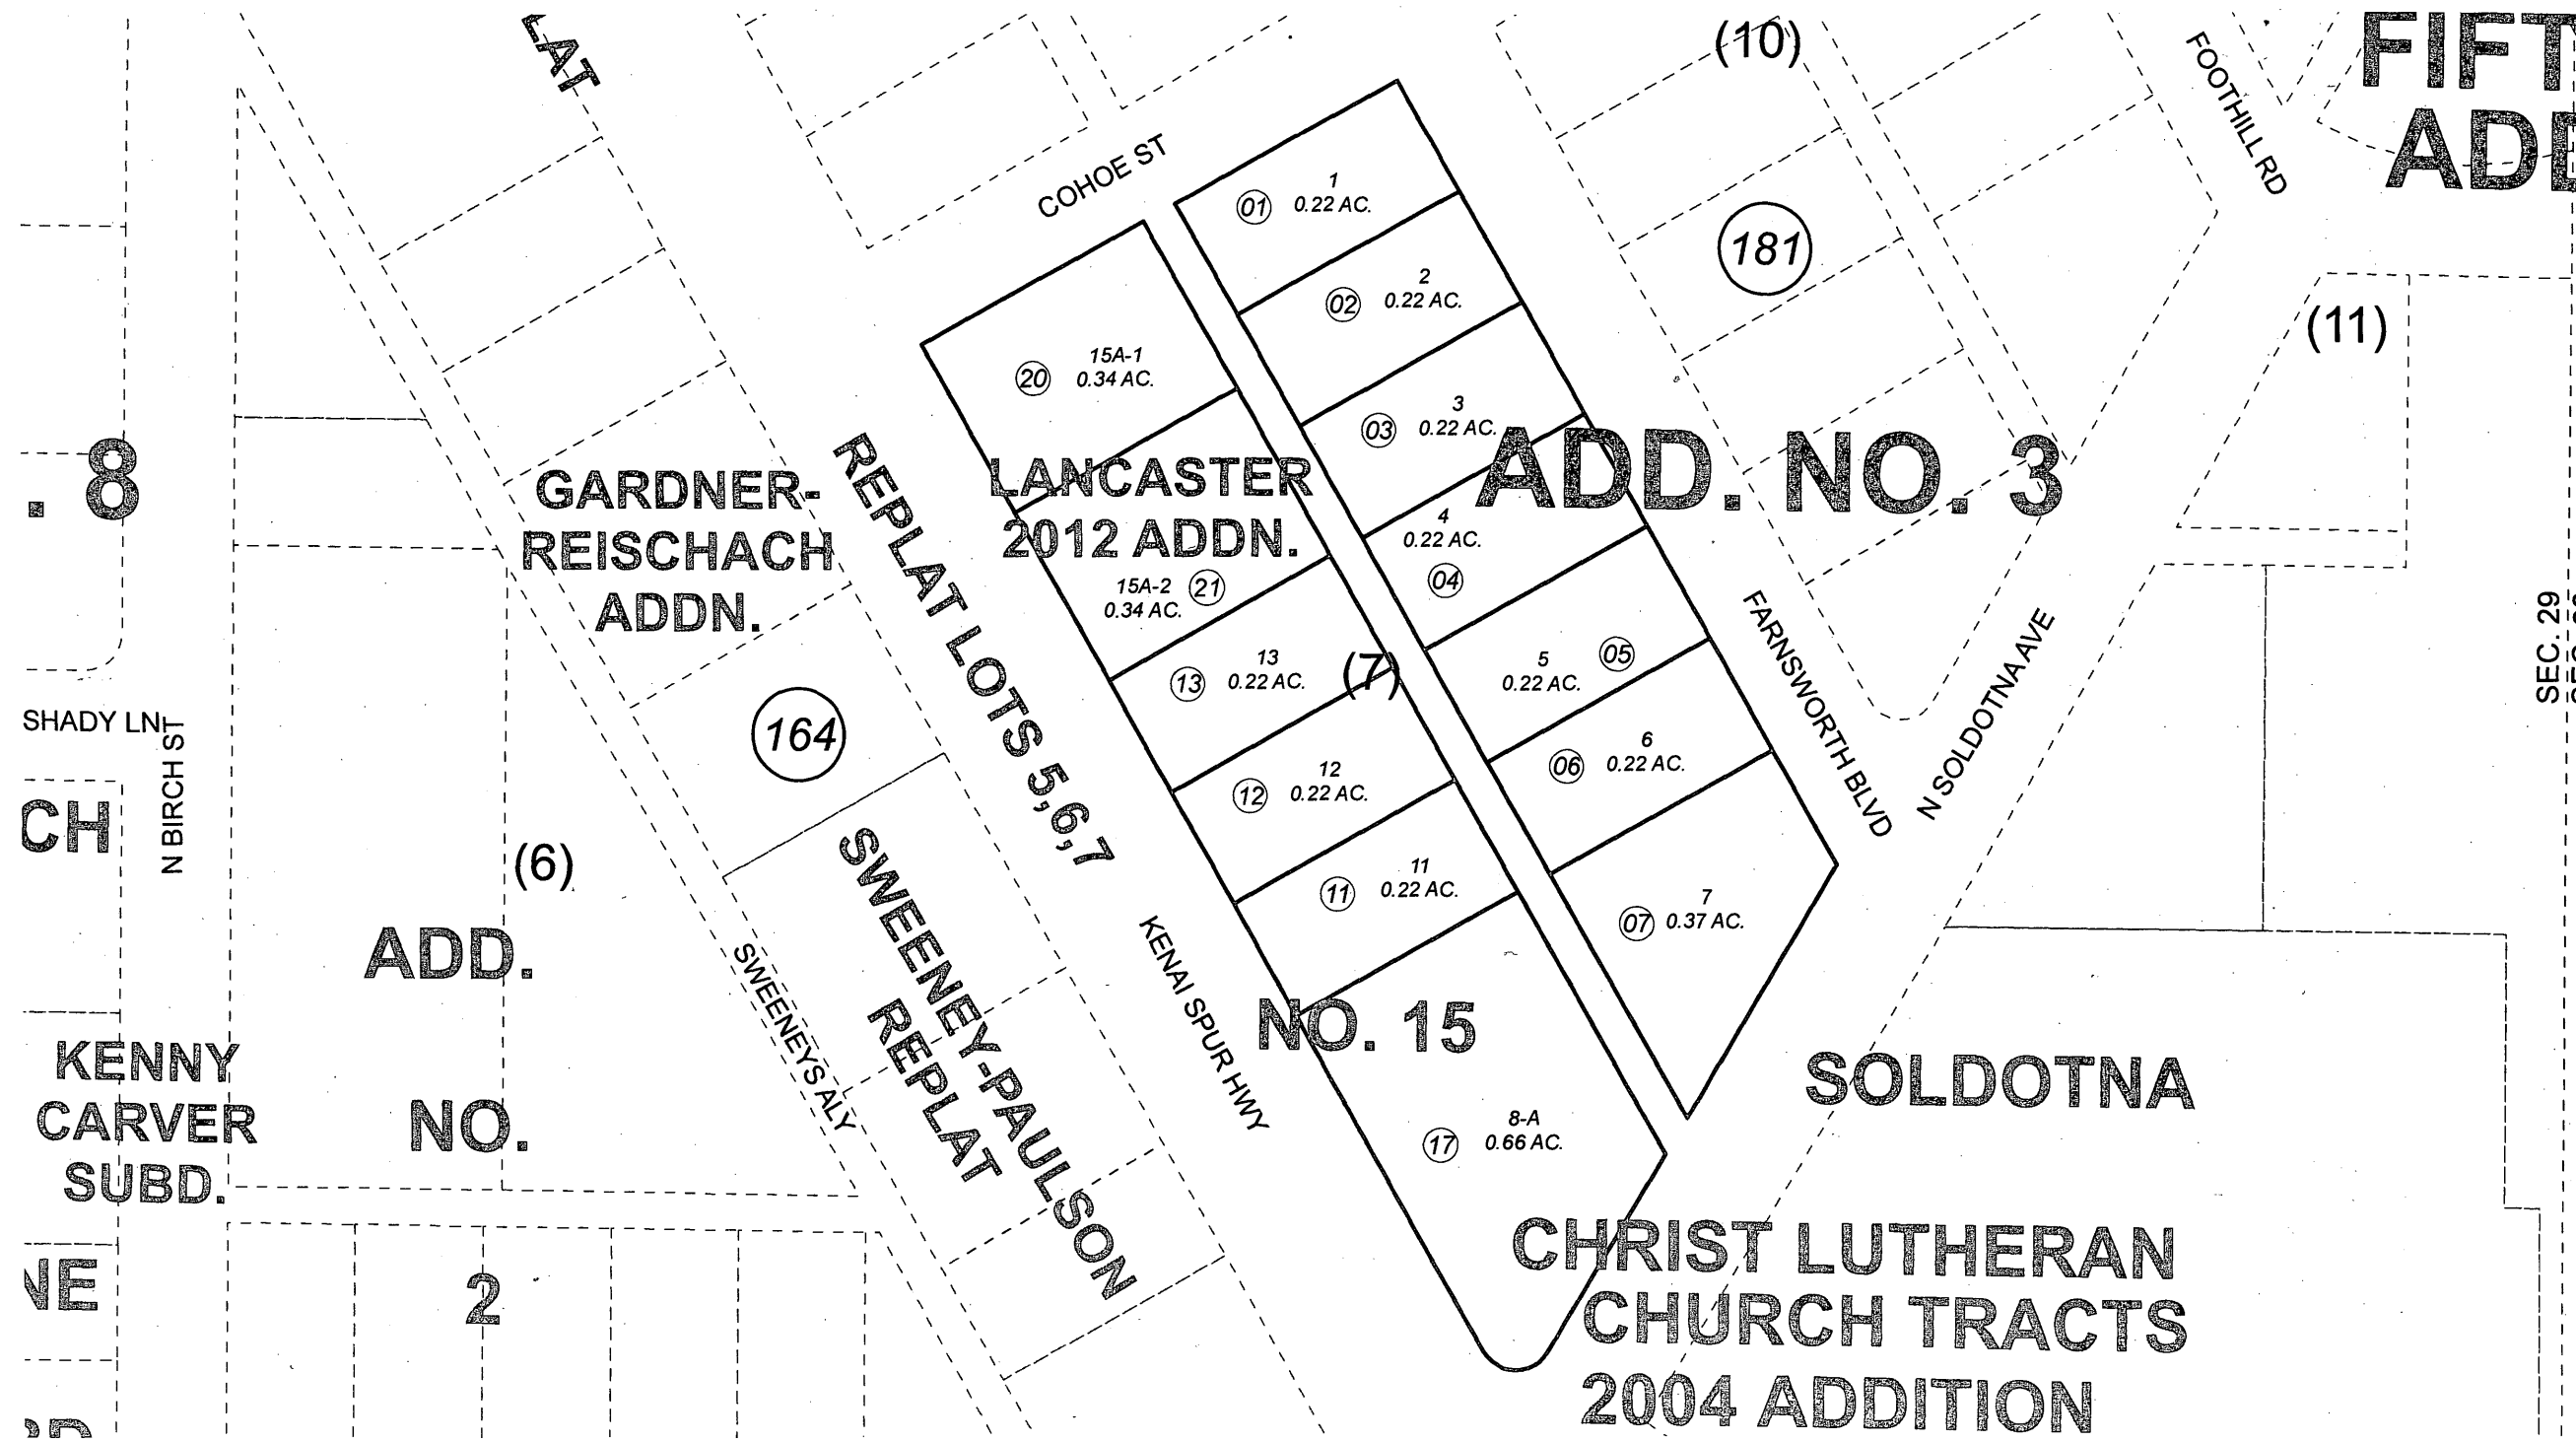 LAT
(10)
FOOTHILL RD
FIFT
ADD
COHOE ST
1
01 0.22 AC.
181
2
02 0.22 AC.
(11)
15A-1
20 0.34 AC.
3
03 0.22 AC.
. 8
GARDNER-
REISCHACH
ADDN.
REPLAT LOTS 5,6,7
LANCASTER
2012 ADDN.
ADD. NO. 3
4
0.22 AC.
04
15A-2 21
0.34 AC.
5 05
0.22 AC.
FARNSWORTH BLVD
N SOLDOTNA AVE
SEC. 29
13
13 0.22 AC.
(7)
164
SHADY LN
N BIRCH ST
6
06 0.22 AC.
12
12 0.22 AC.
CH
(6)
11
11 0.22 AC.
7
07 0.37 AC.
SWEENEY-PAULSON
REPLAT
KENAI SPUR HWY
ADD.
SWEENEYS ALY
NO. 15
KENNY
CARVER
SUBD.
NO.
SOLDOTNA
8-A
17 0.66 AC.
CHRIST LUTHERAN
CHURCH TRACTS
2004 ADDITION
NE
2